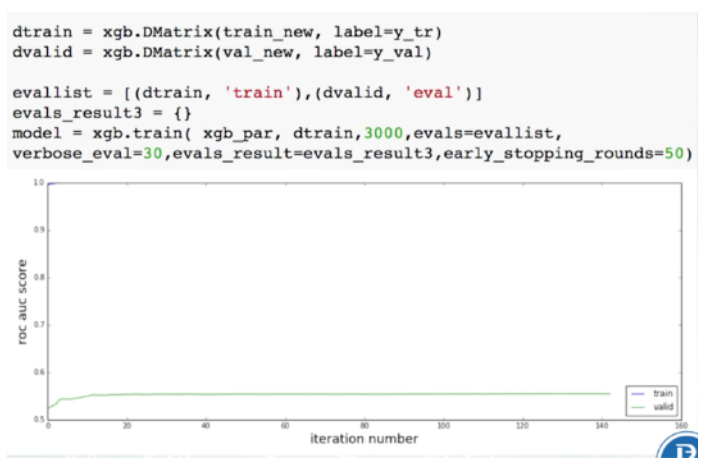 dtrain = xgb.DMatrix(train_new, label=y_tr)
dvalid = xgb.DMatrix(val_new, label=y_val)
evallist = [(dtrain, 'train'),(dvalid, 'eval')]
evals_result3 = {}
model = xgb.train( xgb_par, dtrain,3000,evals=evallist,
verbose_eval=30,evals_result=evals_result3,early_stopping_rounds=50)
1.0
0.9
0.8
0.7
0.6
0.5
roc auc score
train
valid
0 20 40 60 80 100 120 140 160
iteration number